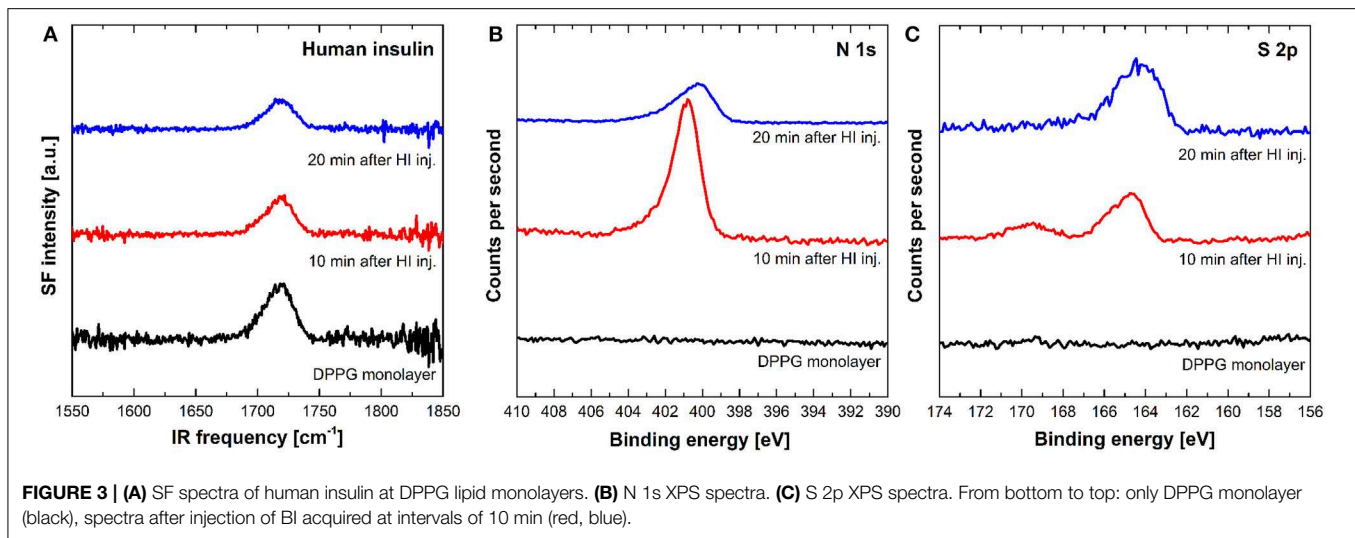 A
Human insulin
SF intensity [a.u.]
20 min after HI inj.
10 min after HI inj.
DPPG monolayer
1550 1600 1650 1700 1750 1800 1850
IR frequency [cm⁻¹]
B
N 1s
Counts per second
20 min after HI inj.
10 min after HI inj.
DPPG monolayer
410 408 406 404 402 400 398 396 394 392 390
Binding energy [eV]
C
S 2p
Counts per second
20 min after HI inj.
10 min after HI inj.
DPPG monolayer
174 172 170 168 166 164 162 160 158 156
Binding energy [eV]
FIGURE 3 | (A) SF spectra of human insulin at DPPG lipid monolayers. (B) N 1s XPS spectra. (C) S 2p XPS spectra. From bottom to top: only DPPG monolayer
(black), spectra after injection of BI acquired at intervals of 10 min (red, blue).